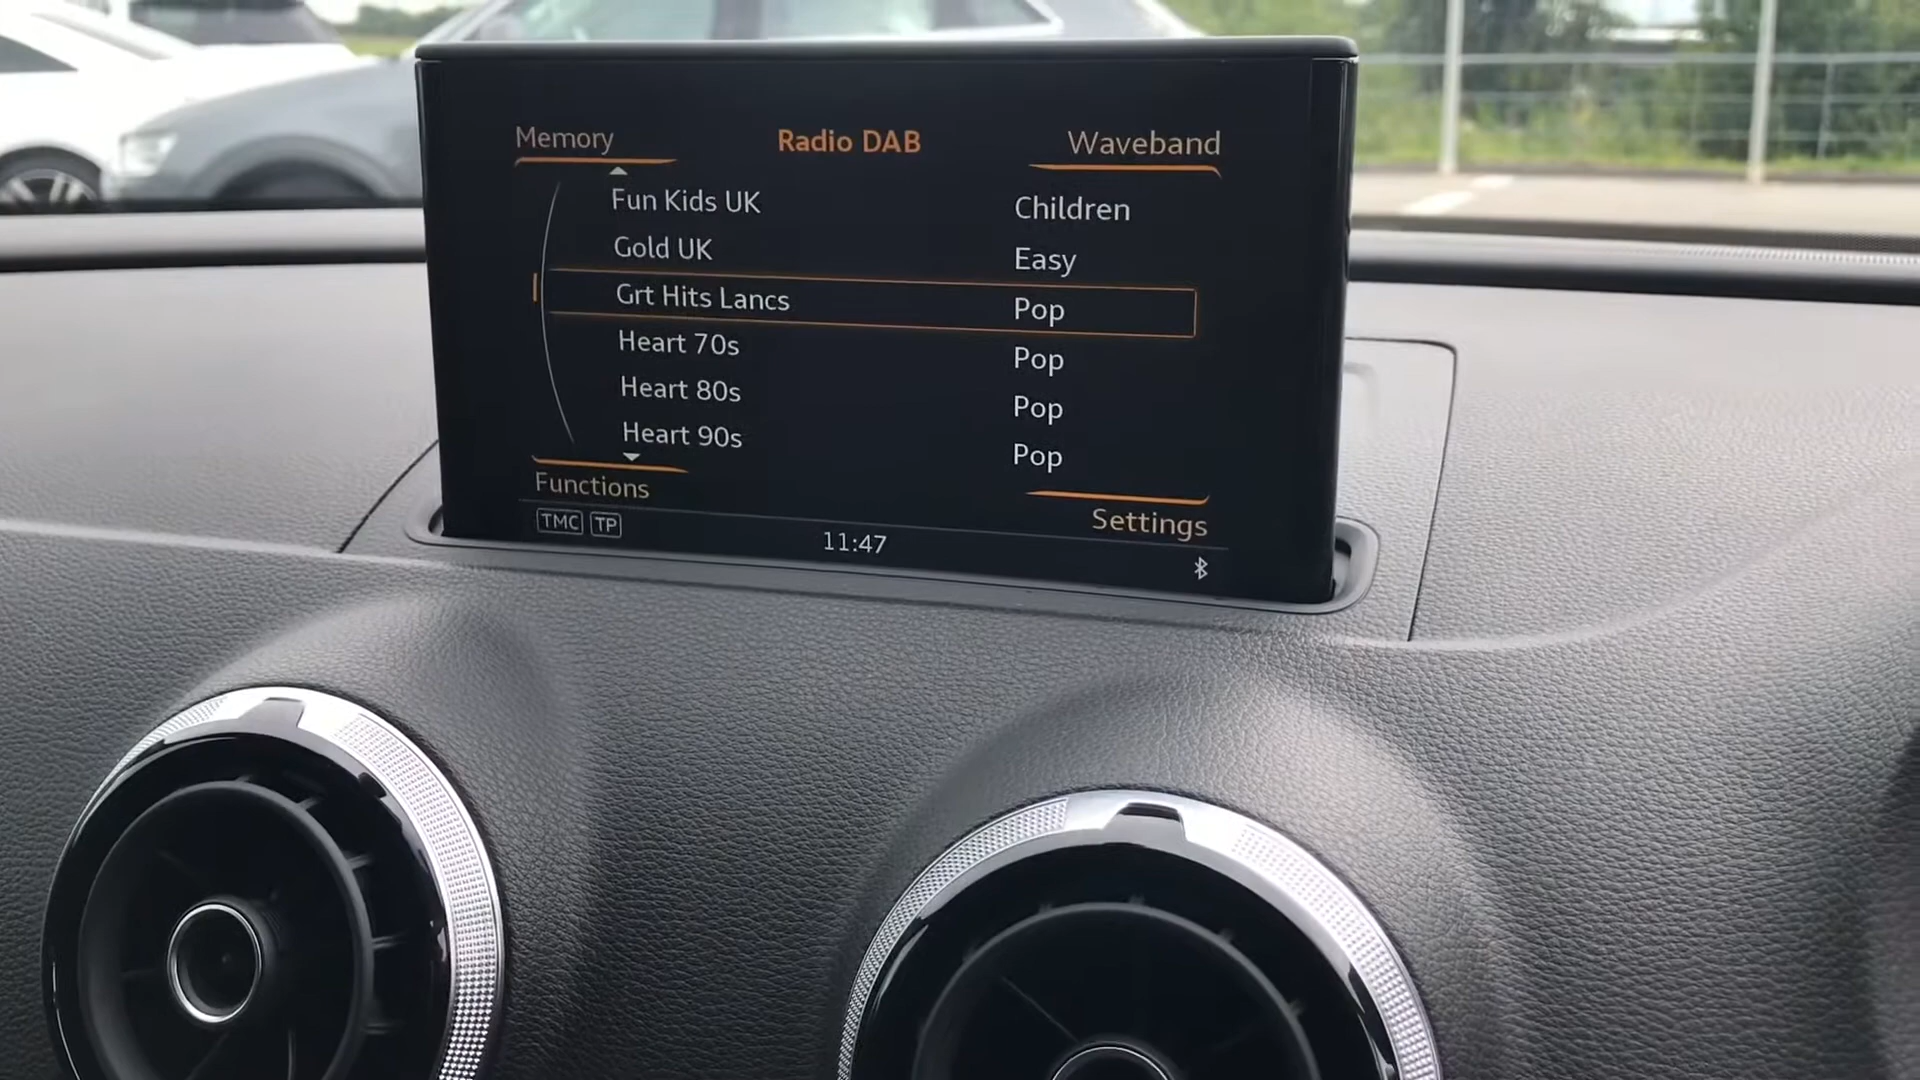 Memory Radio DAB Waveband
Fun Kids UK Children
Gold UK Easy
Grt Hits Lancs Pop
Heart 70s Pop
Heart 80s Pop
Heart 90s Pop
Functions Settings
TMC TP 11:47